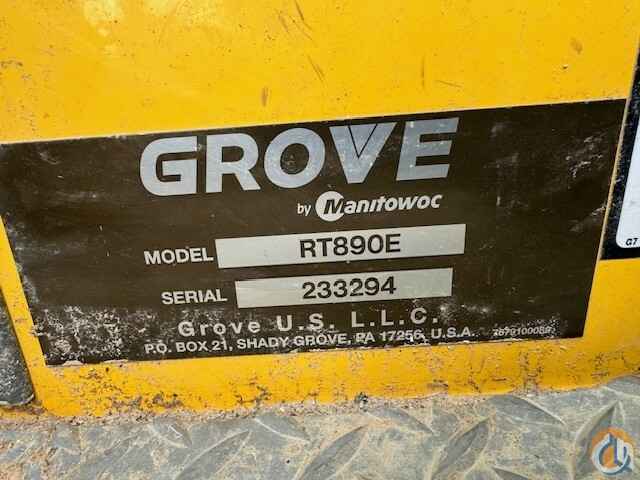 GROVE
by Manitowoc
MODEL RT890E
SERIAL 233294
Grove U.S. L.L.C.
P.O. BOX 21, SHADY GROVE, PA 17256, U.S.A.
G7